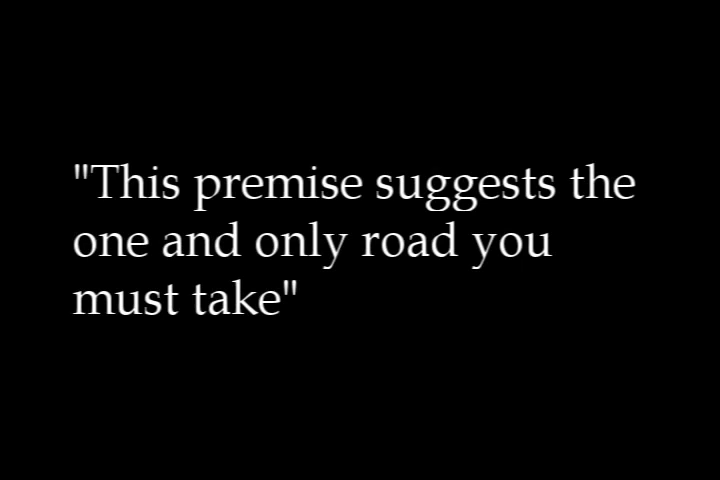 "This premise suggests the
one and only road you
must take"